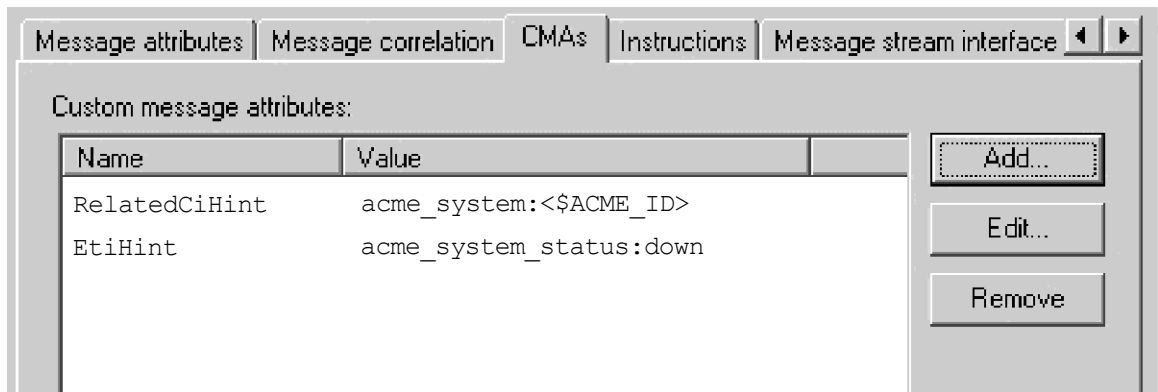 Message attributes Message correlation CMAs Instructions Message stream interface
Custom message attributes:
Name Value
Add...
RelatedCiHint acme_system:<$ACME_ID>
Edit...
EtiHint acme_system_status:down
Remove